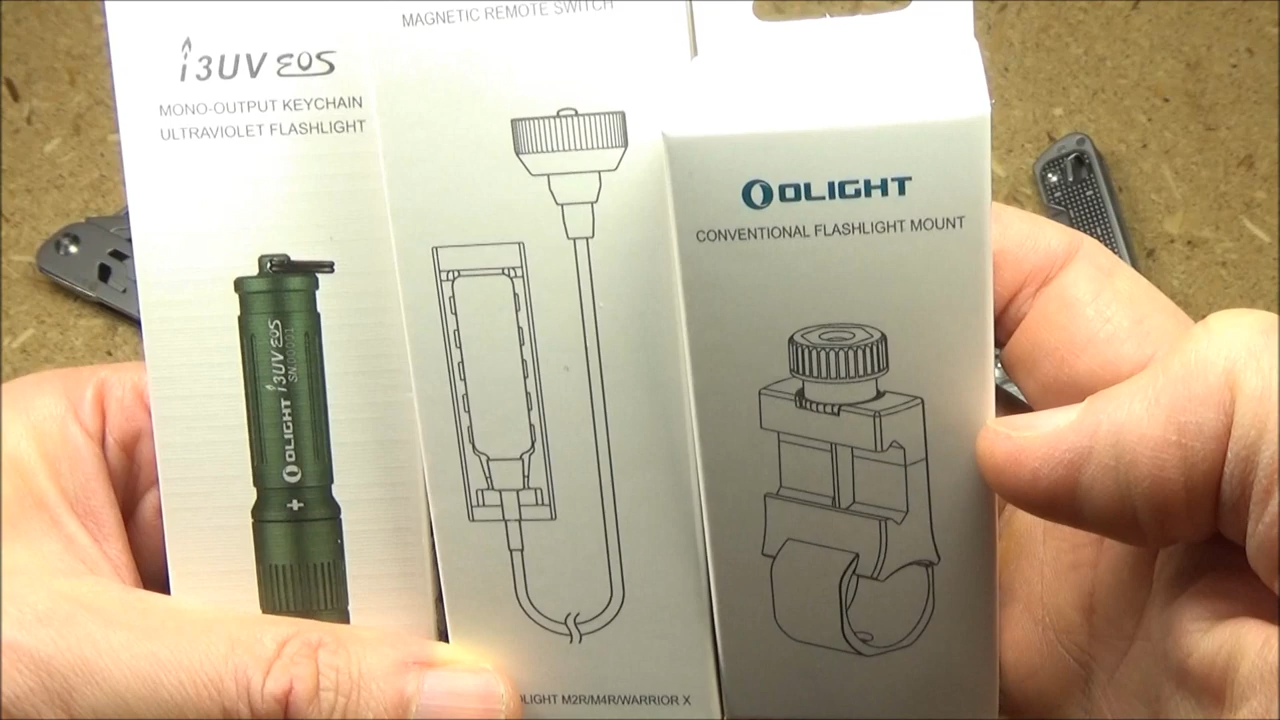 i3UV EOS
MONO-OUTPUT KEYCHAIN
ULTRAVIOLET FLASHLIGHT
OLIGHT i3UV EOS
SN.00001
MAGNETIC REMOTE SWITCH
M2R/M4R/WARRIOR X
OLIGHT
CONVENTIONAL FLASHLIGHT MOUNT